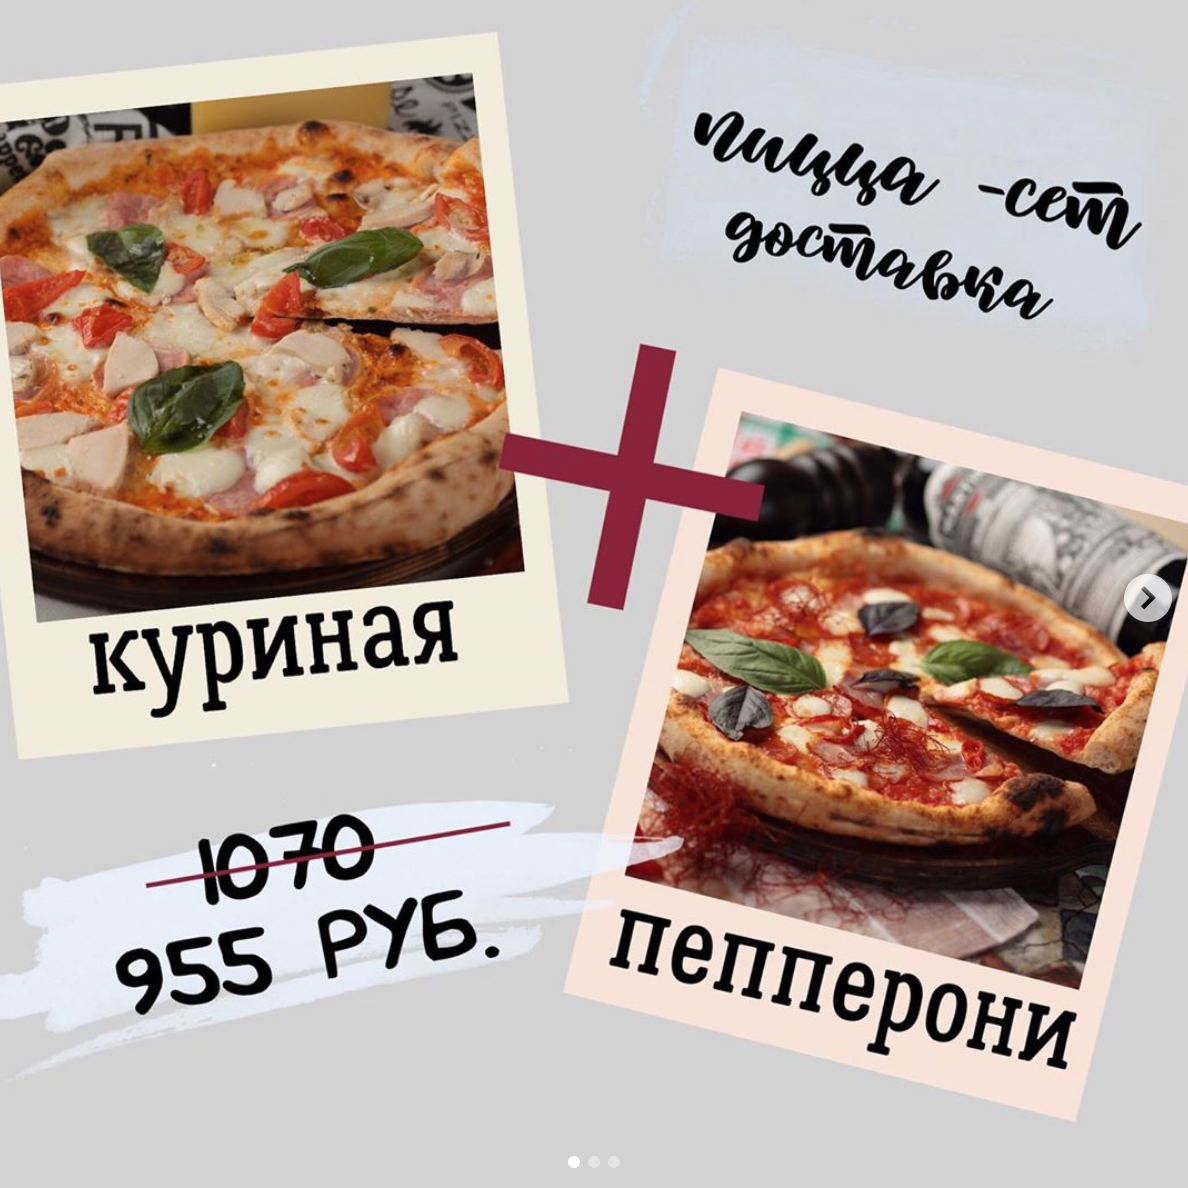 пицца -сет
доставка
куриная
1070
955 РУБ.
пепперони